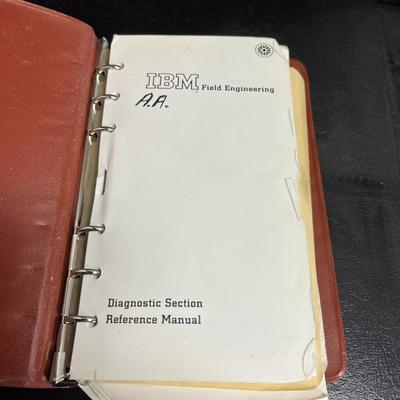 IBM Field Engineering
A.A.
Diagnostic Section
Reference Manual